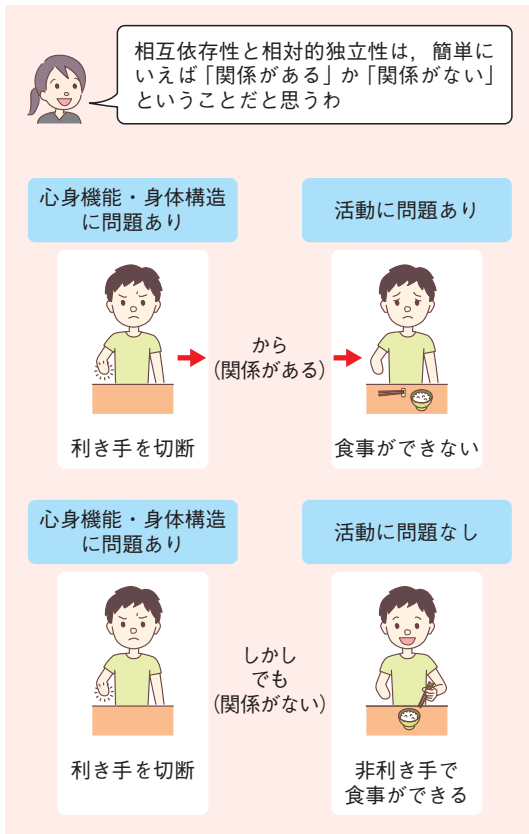 相互依存性と相対的独立性は，簡単に
いえば「関係がある」か「関係がない」
ということだと思うわ
心身機能・身体構造
に問題あり
活動に問題あり
から
（関係がある）
利き手を切断
食事ができない
心身機能・身体構造
に問題あり
活動に問題なし
しかし
でも
（関係がない）
利き手を切断
非利き手で
食事ができる